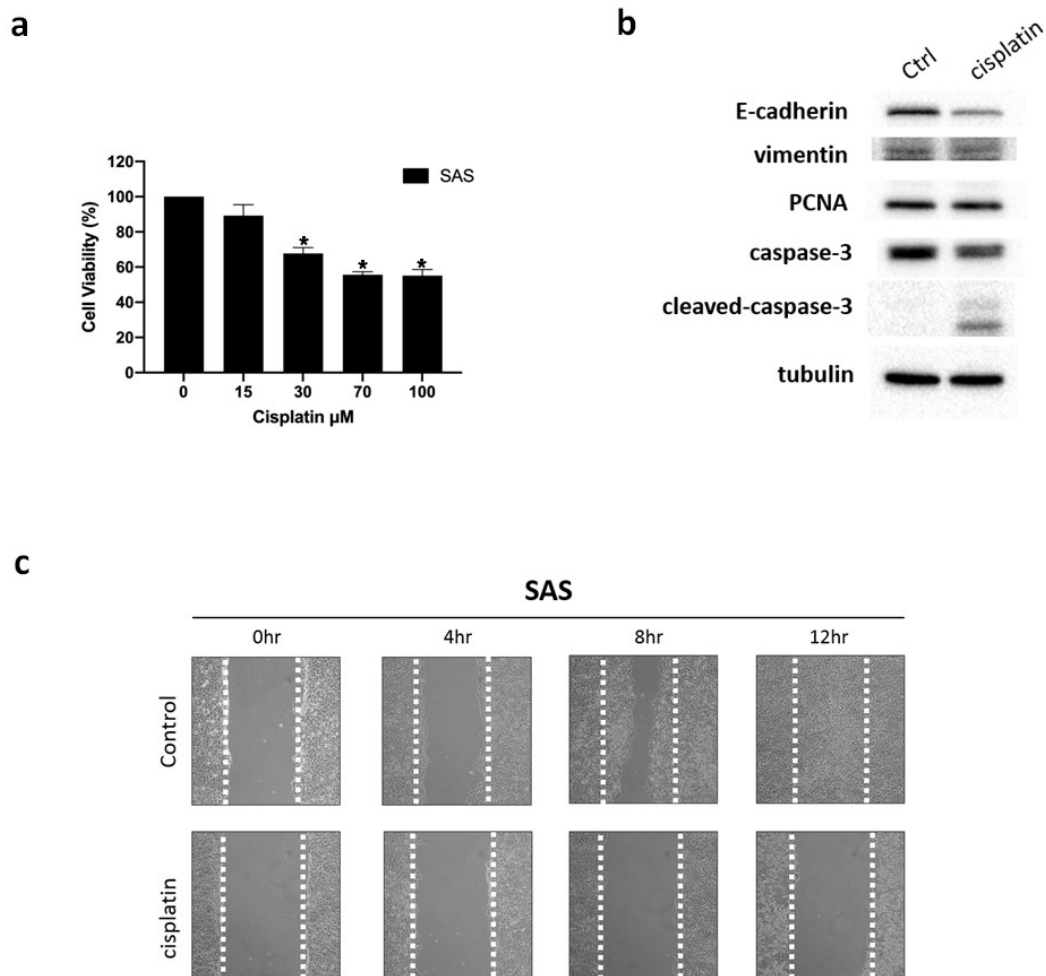 a
120
100
80
60
40
20
0
Cell Viability (%)
SAS
*
*
*
0 15 30 70 100
Cisplatin µM
b
Ctrl cisplatin
E-cadherin
vimentin
PCNA
caspase-3
cleaved-caspase-3
tubulin
c
SAS
0hr 4hr 8hr 12hr
Control
cisplatin